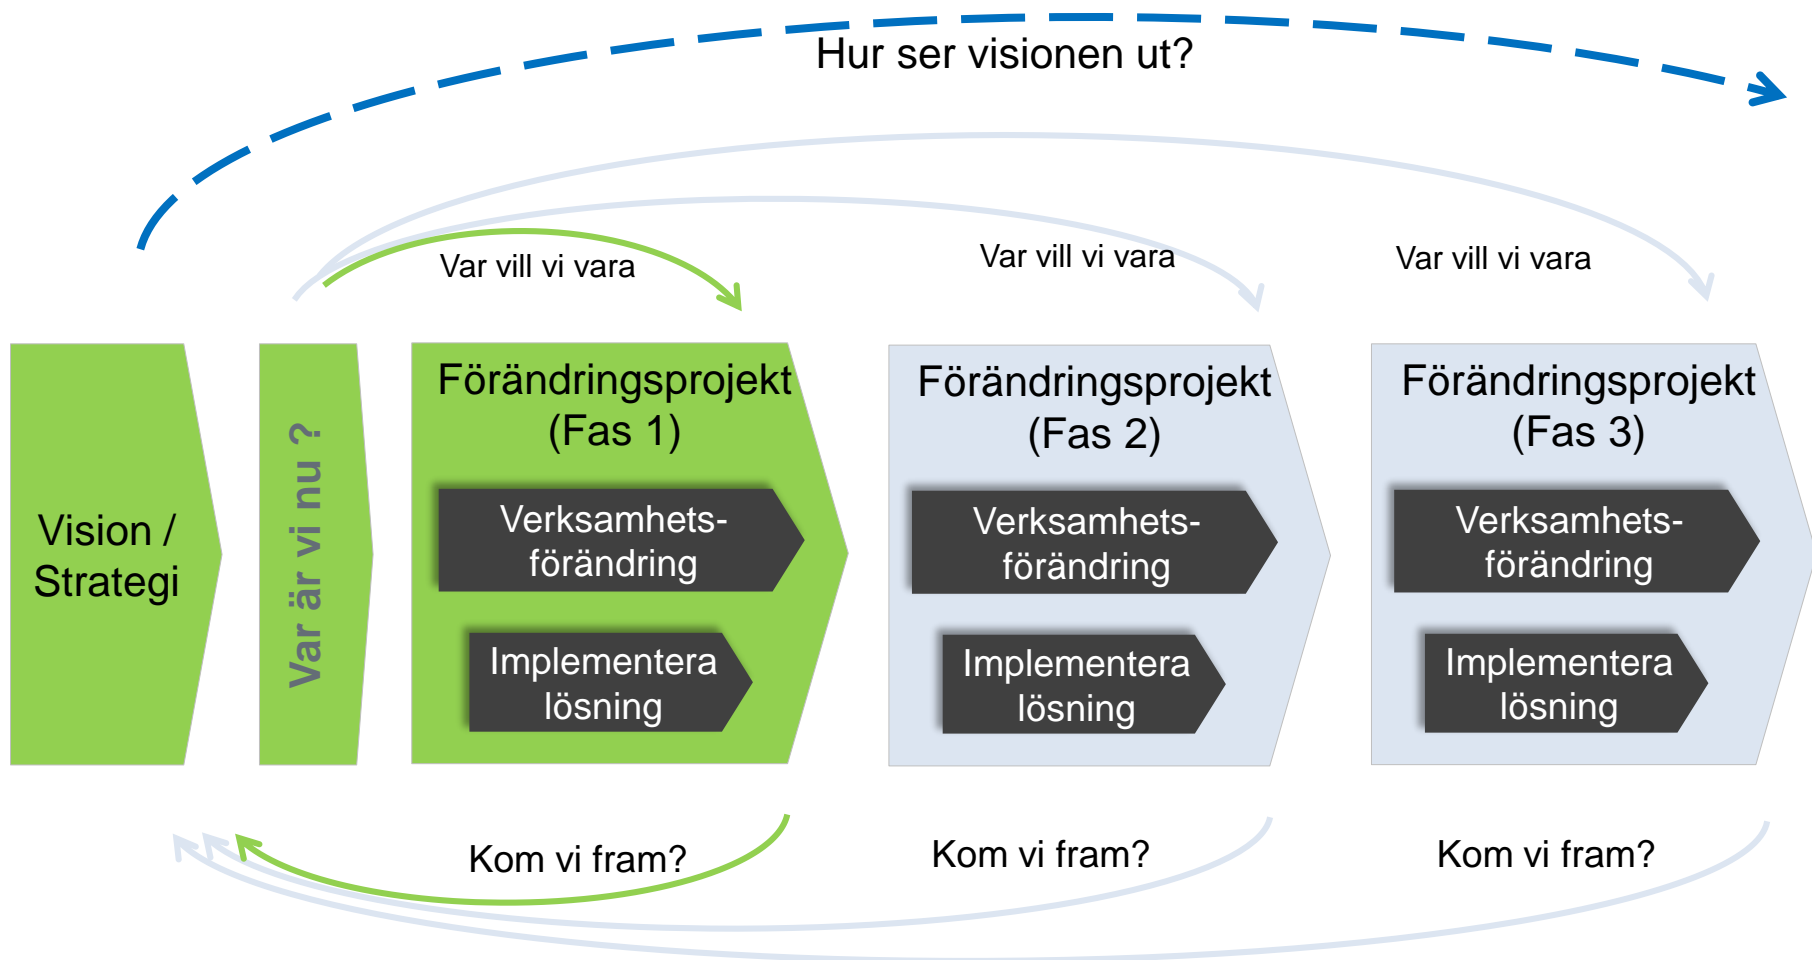 Hur ser visionen ut?
Var vill vi vara
Var vill vi vara
Var vill vi vara
Vision /
Strategi
Var är vi nu ?
Förändringsprojekt
(Fas 1)
Verksamhets-
förändring
Implementera
lösning
Förändringsprojekt
(Fas 2)
Verksamhets-
förändring
Implementera
lösning
Förändringsprojekt
(Fas 3)
Verksamhets-
förändring
Implementera
lösning
Kom vi fram?
Kom vi fram?
Kom vi fram?